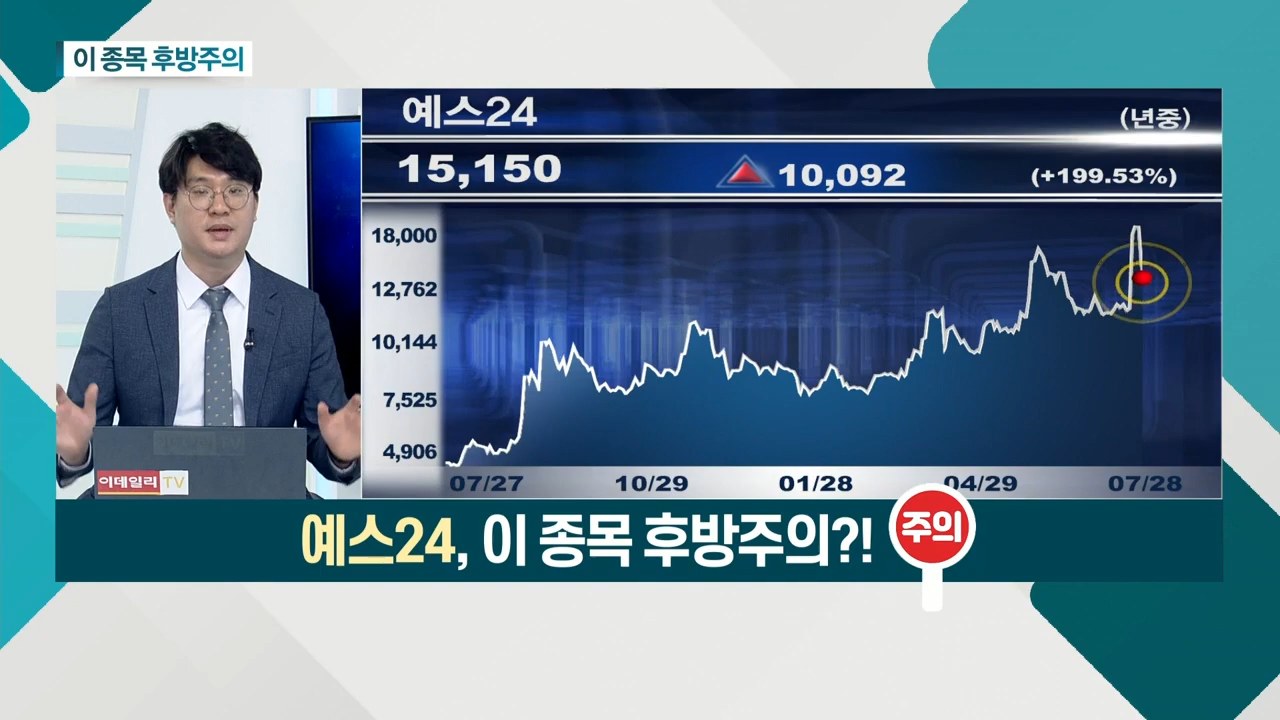 이 종목 후방주의
예스24
(년중)
15,150
10,092
(+199.53%)
18,000
12,762
10,144
7,525
4,906
07/27
10/29
01/28
04/29
07/28
이데일리 TV
예스24, 이 종목 후방주의?!
주의